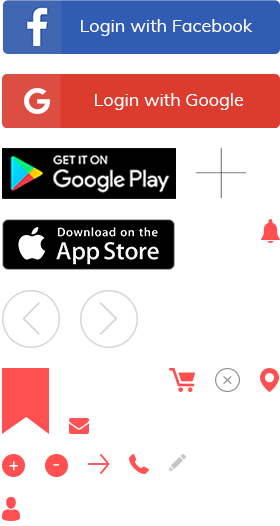 Login with Facebook
Login with Google
GET IT ON
Google Play
Download on the
App Store